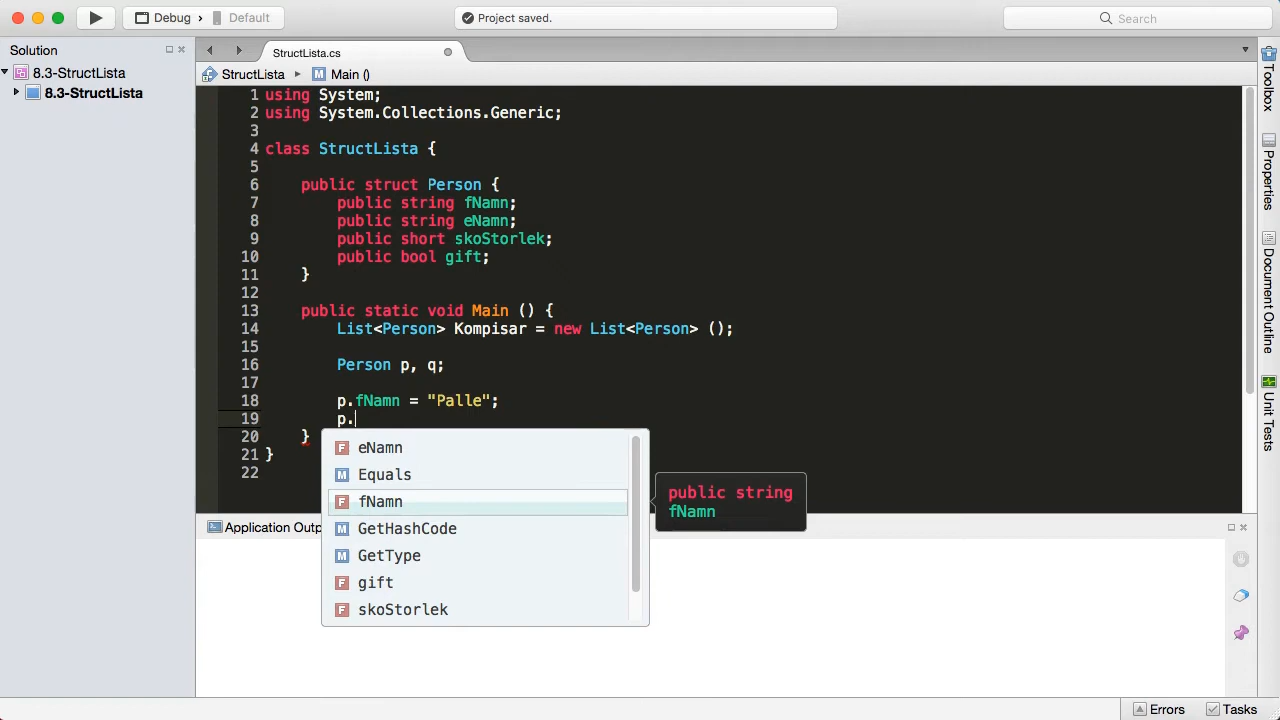 Debug
Default
Project saved.
Search
Solution
8.3-StructLista
8.3-StructLista
StructLista.cs
StructLista
M Main ()
1 using System;
2 using System.Collections.Generic;
3
4 class StructLista {
5
6 public struct Person {
7 public string fNamn;
8 public string eNamn;
9 public short skoStorlek;
10 public bool gift;
11 }
12
13 public static void Main () {
14 List<Person> Kompisar = new List<Person> ();
15
16 Person p, q;
17
18 p.fNamn = "Palle";
19 p.
20 }
21 }
22
F eNamn
M Equals
F fNamn
M GetHashCode
M GetType
F gift
F skoStorlek
public string
fNamn
Application Outp
Toolbox
Properties
Document Outline
Unit Tests
Errors
Tasks